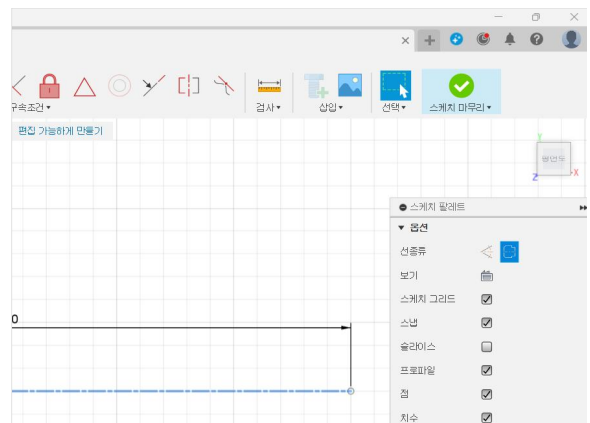 구속조건 ▾
검사 ▾
삽입 ▾
선택 ▾
스케치 마무리 ▾
편집 가능하게 만들기
Y
평면도
Z
X
스케치 팔레트
▼ 옵션
선종류
보기
스케치 그리드
스냅
슬라이스
프로파일
점
치수
0